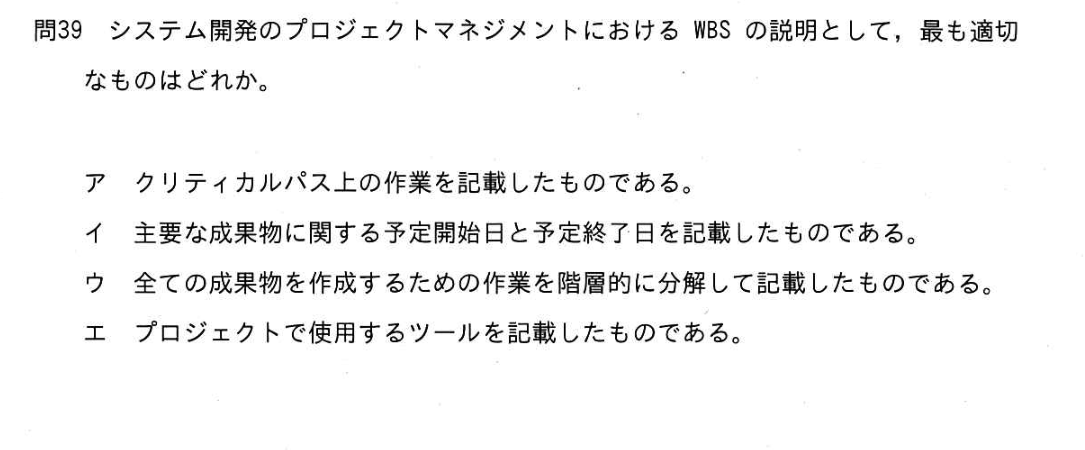 問39 システム開発のプロジェクトマネジメントにおける WBS の説明として，最も適切
なものはどれか。
ア クリティカルパス上の作業を記載したものである。
イ 主要な成果物に関する予定開始日と予定終了日を記載したものである。
ウ 全ての成果物を作成するための作業を階層的に分解して記載したものである。
エ プロジェクトで使用するツールを記載したものである。